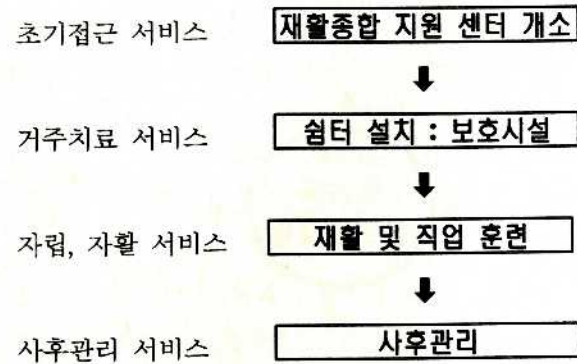 초기접근 서비스 재활종합 지원 센터 개소
거주치료 서비스 쉼터 설치 : 보호시설
자립, 자활 서비스 재활 및 직업 훈련
사후관리 서비스 사후관리